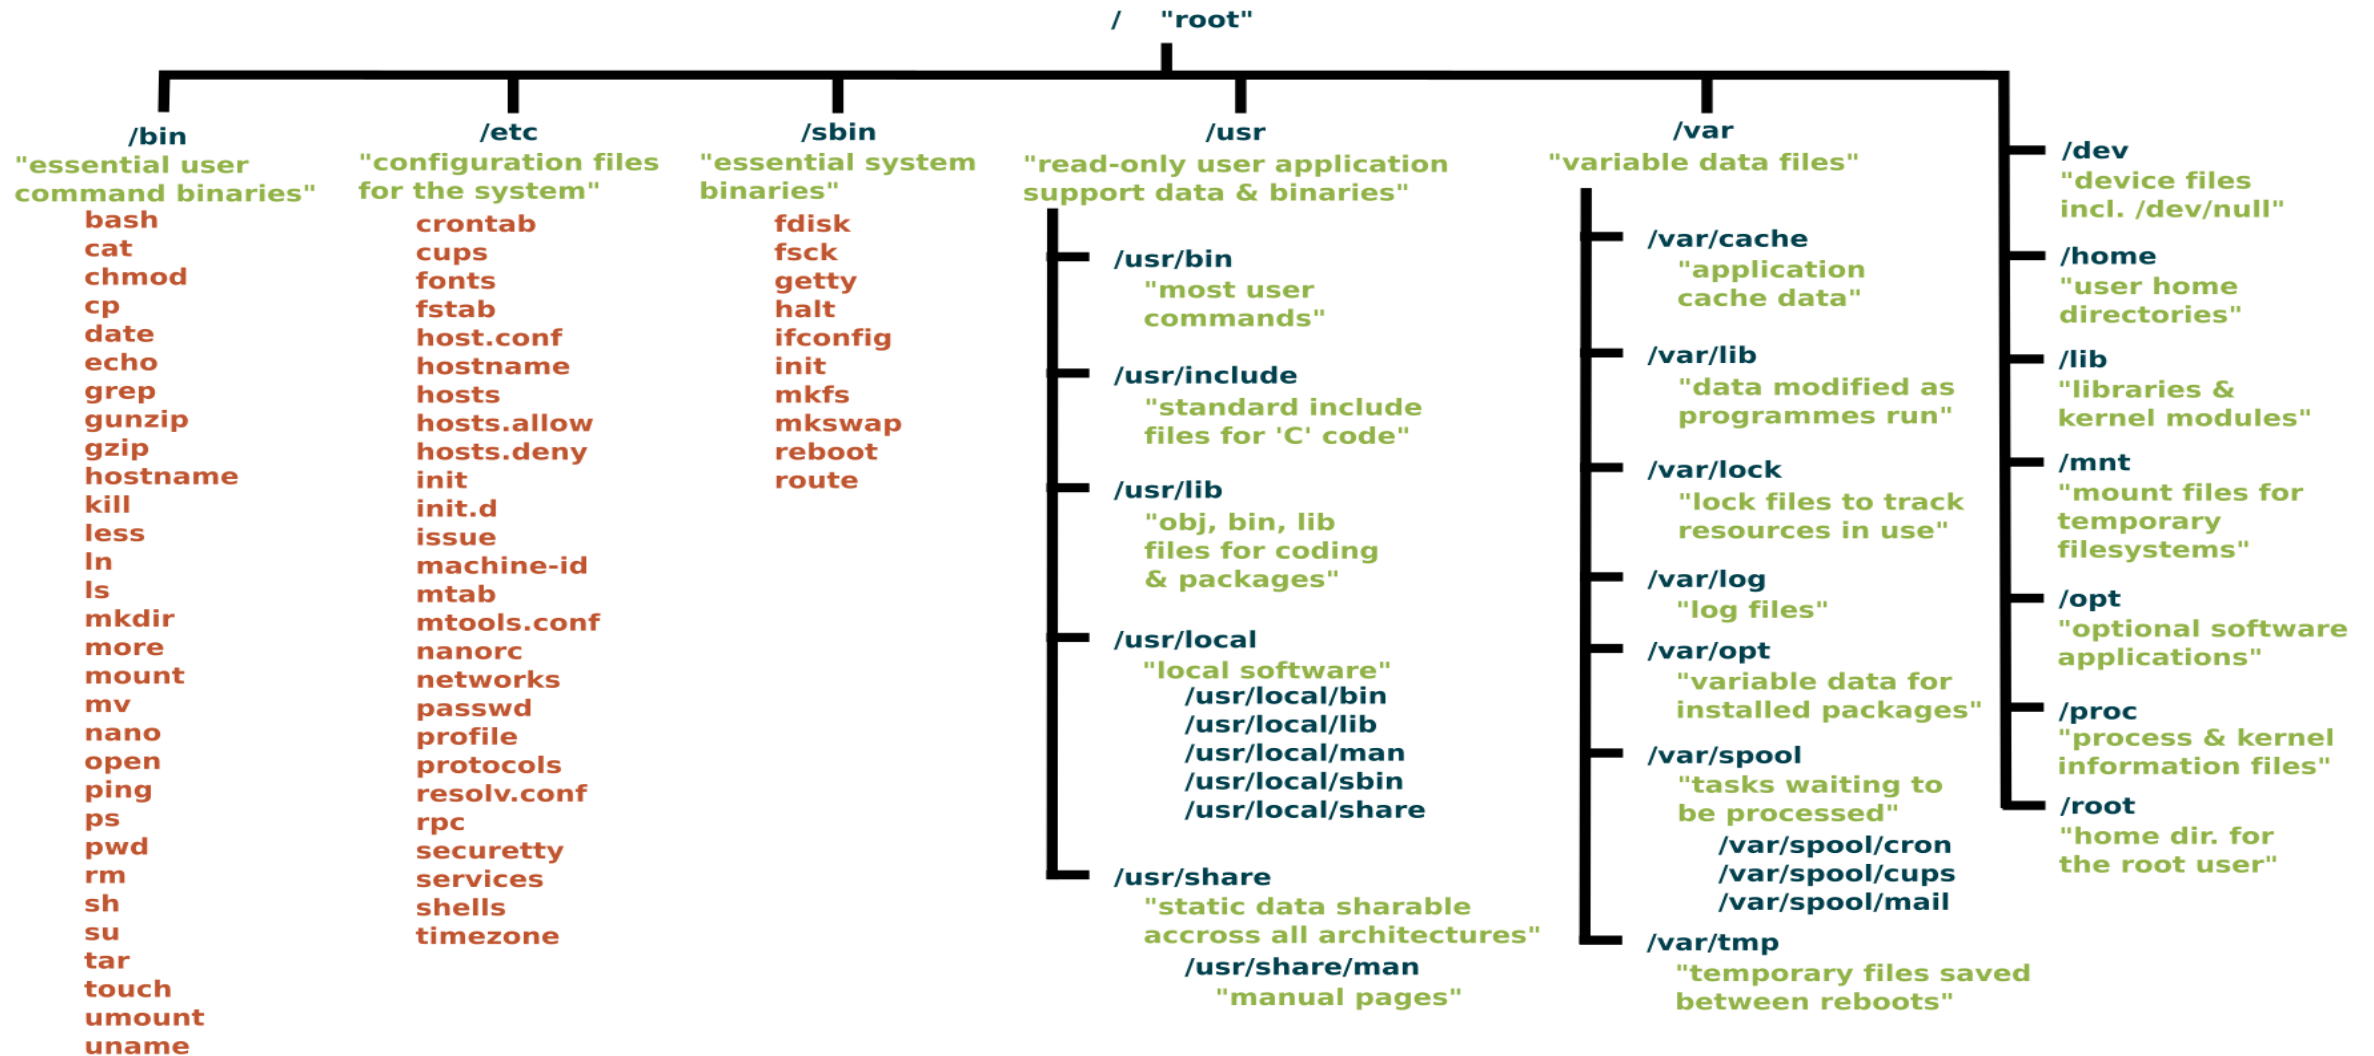 / "root"
/bin
"essential user
command binaries"
bash
cat
chmod
cp
date
echo
grep
gunzip
gzip
hostname
kill
less
ln
ls
mkdir
more
mount
mv
nano
open
ping
ps
pwd
rm
sh
su
tar
touch
umount
uname
/etc
"configuration files
for the system"
crontab
cups
fonts
fstab
host.conf
hostname
hosts
hosts.allow
hosts.deny
init
init.d
issue
machine-id
mtab
mtools.conf
nanorc
networks
passwd
profile
protocols
resolv.conf
rpc
securetty
services
shells
timezone
/sbin
"essential system
binaries"
fdisk
fsck
getty
halt
ifconfig
init
mkfs
mkswap
reboot
route
/usr
"read-only user application
support data & binaries"
/usr/bin
"most user
commands"
/usr/include
"standard include
files for 'C' code"
/usr/lib
"obj, bin, lib
files for coding
& packages"
/usr/local
"local software"
/usr/local/bin
/usr/local/lib
/usr/local/man
/usr/local/sbin
/usr/local/share
/usr/share
"static data sharable
accross all architectures"
/usr/share/man
"manual pages"
/var
"variable data files"
/var/cache
"application
cache data"
/var/lib
"data modified as
programmes run"
/var/lock
"lock files to track
resources in use"
/var/log
"log files"
/var/opt
"variable data for
installed packages"
/var/spool
"tasks waiting to
be processed"
/var/spool/cron
/var/spool/cups
/var/spool/mail
/var/tmp
"temporary files saved
between reboots"
/dev
"device files
incl. /dev/null"
/home
"user home
directories"
/lib
"libraries &
kernel modules"
/mnt
"mount files for
temporary
filesystems"
/opt
"optional software
applications"
/proc
"process & kernel
information files"
/root
"home dir. for
the root user"